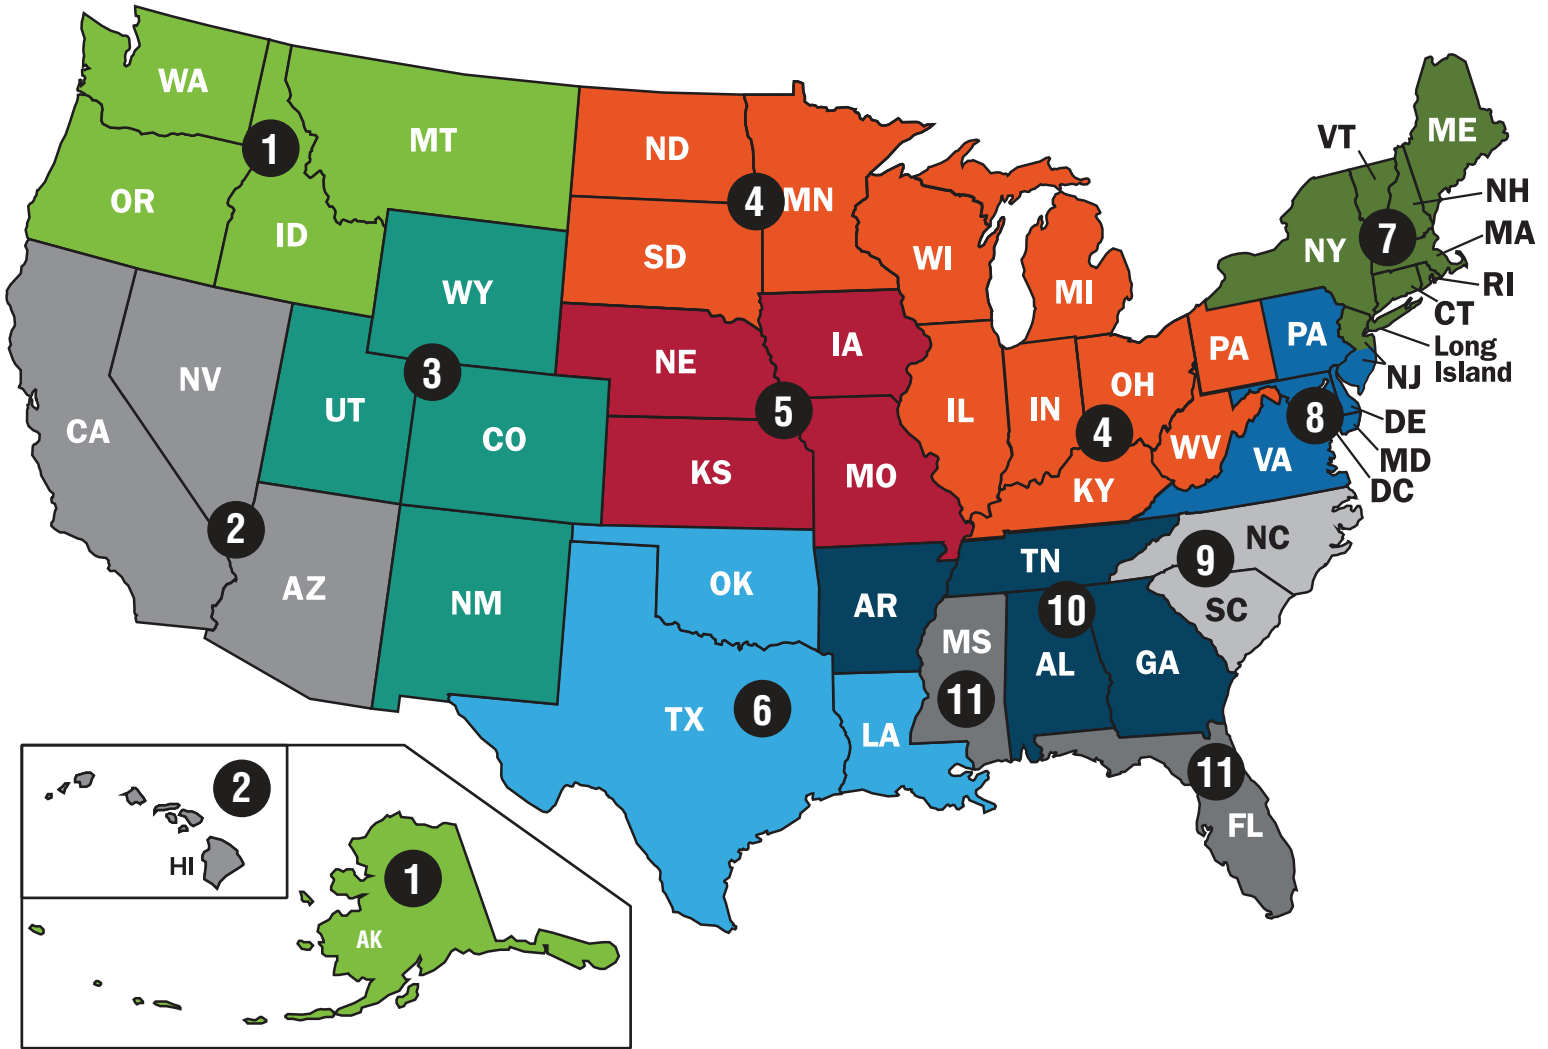 WA
MT
ND
MN
1
4
OR
ID
SD
WI
MI
VT
ME
NH
7
MA
NY
RI
CT
Long
Island
NJ
WY
NE
IA
PA
PA
NV
UT
3
CO
5
IL
IN
OH
4
WV
8
DE
MD
DC
VA
CA
KS
MO
KY
2
AZ
NM
OK
AR
TN
9
NC
10
SC
MS
AL
GA
11
TX
6
LA
11
FL
2
HI
1
AK